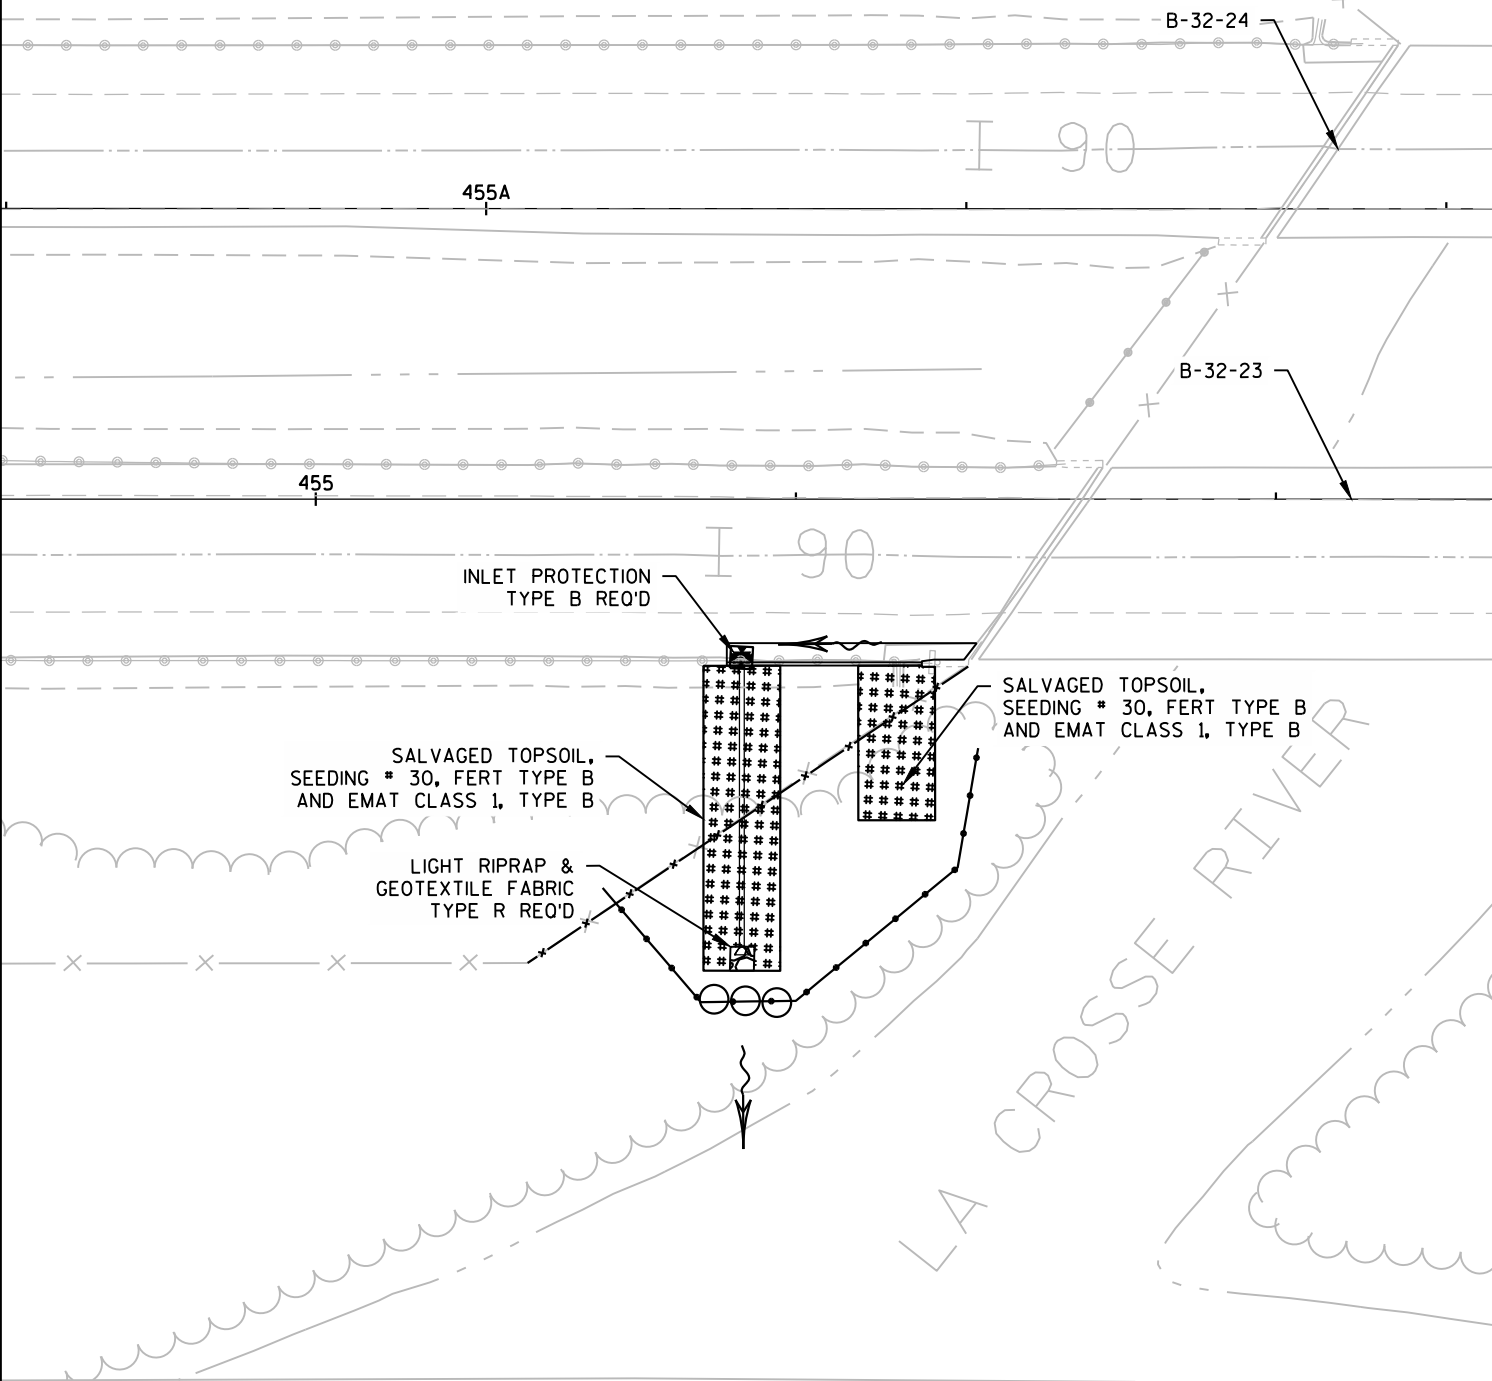 B-32-24
I 90
455A
B-32-23
455
I 90
INLET PROTECTION
TYPE B REQ'D
SALVAGED TOPSOIL,
SEEDING # 30, FERT TYPE B
AND EMAT CLASS 1, TYPE B
SALVAGED TOPSOIL,
SEEDING # 30, FERT TYPE B
AND EMAT CLASS 1, TYPE B
LIGHT RIPRAP &
GEOTEXTILE FABRIC
TYPE R REQ'D
LA CROSSE RIVER